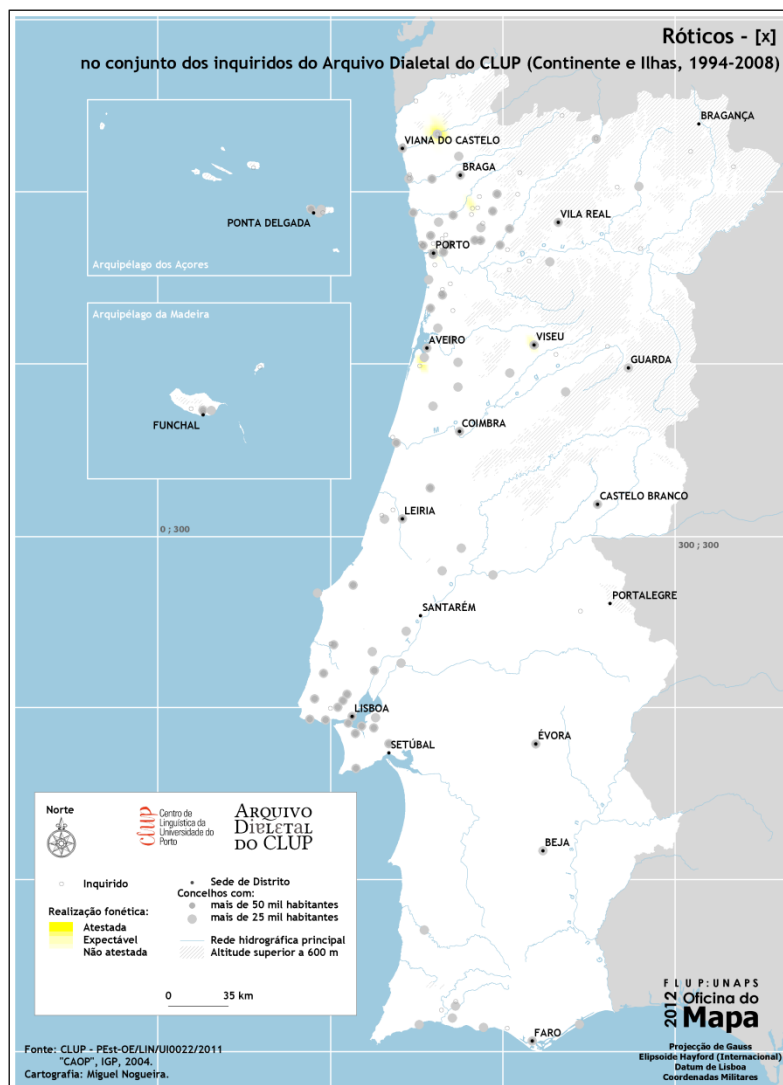 Róticos - [x]
no conjunto dos inquiridos do Arquivo Dialetal do CLUP (Continente e Ilhas, 1994-2008)
BRAGANÇA
VIANA DO CASTELO
BRAGA
PONTA DELGADA
VILA REAL
PORTO
Arquipélago dos Açores
Arquipélago da Madeira
AVEIRO
VISEU
GUARDA
FUNCHAL
COIMBRA
CASTELO BRANCO
LEIRIA
0 ; 300
300 ; 300
PORTALEGRE
SANTARÉM
LISBOA
ÉVORA
SETÚBAL
BEJA
FARO
Norte
clup
Centro de
Linguística da
Universidade do
Porto
ARQUIVO
DIALETAL
DO CLUP
Inquirido
Sede de Distrito
Concelhos com:
mais de 50 mil habitantes
mais de 25 mil habitantes
Realização fonética:
Atestada
Expectável
Não atestada
Rede hidrográfica principal
Altitude superior a 600 m
0 35 km
Fonte: CLUP - PEst-OE/LIN/UI0022/2011
"CAOP", IGP, 2004.
Cartografia: Miguel Nogueira.
FLUP:UNAPS
2012 Oficina do
Mapa
Projecção de Gauss
Elipsoide Hayford (Internacional)
Datum de Lisboa
Coordenadas Militares